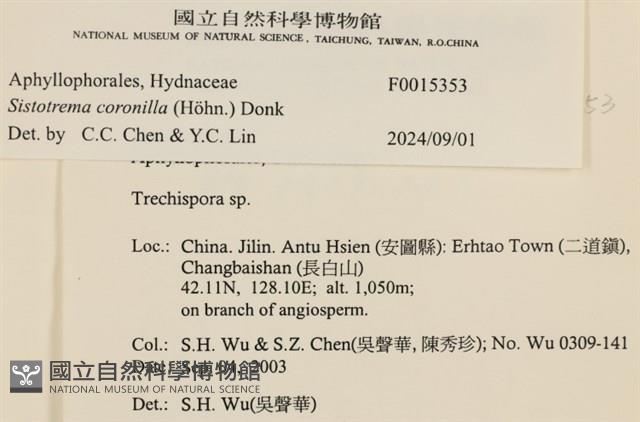 國立自然科學博物館
NATIONAL MUSEUM OF NATURAL SCIENCE, TAICHUNG, TAIWAN, R.O.CHINA
Aphyllophorales, Hydnaceae F0015353
Sistotrema coronilla (Höhn.) Donk
Det. by C.C. Chen & Y.C. Lin 2024/09/01
53
Trechispora sp.
Loc.: China. Jilin. Antu Hsien (安圖縣): Erhtao Town (二道鎮),
Changbaishan (長白山)
42.11N, 128.10E; alt. 1,050m;
on branch of angiosperm.
Col.: S.H. Wu & S.Z. Chen(吳聲華, 陳秀珍); No. Wu 0309-141
Date: Sep. 04, 2003
國立自然科學博物館
NATIONAL MUSEUM OF NATURAL SCIENCE
Det.: S.H. Wu(吳聲華)